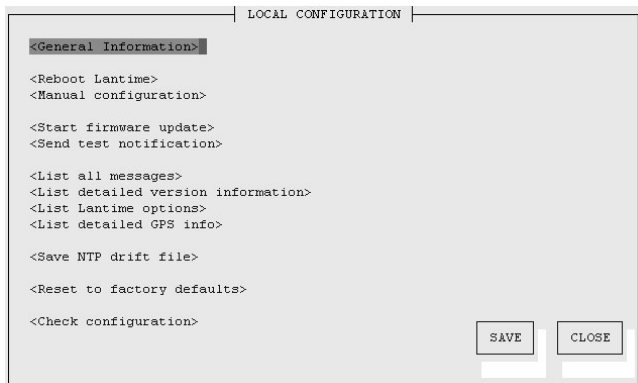 LOCAL CONFIGURATION
<General Information>
<Reboot Lantime>
<Manual configuration>
<Start firmware update>
<Send test notification>
<List all messages>
<List detailed version information>
<List Lantime options>
<List detailed GPS info>
<Save NTP drift file>
<Reset to factory defaults>
<Check configuration>
SAVE CLOSE